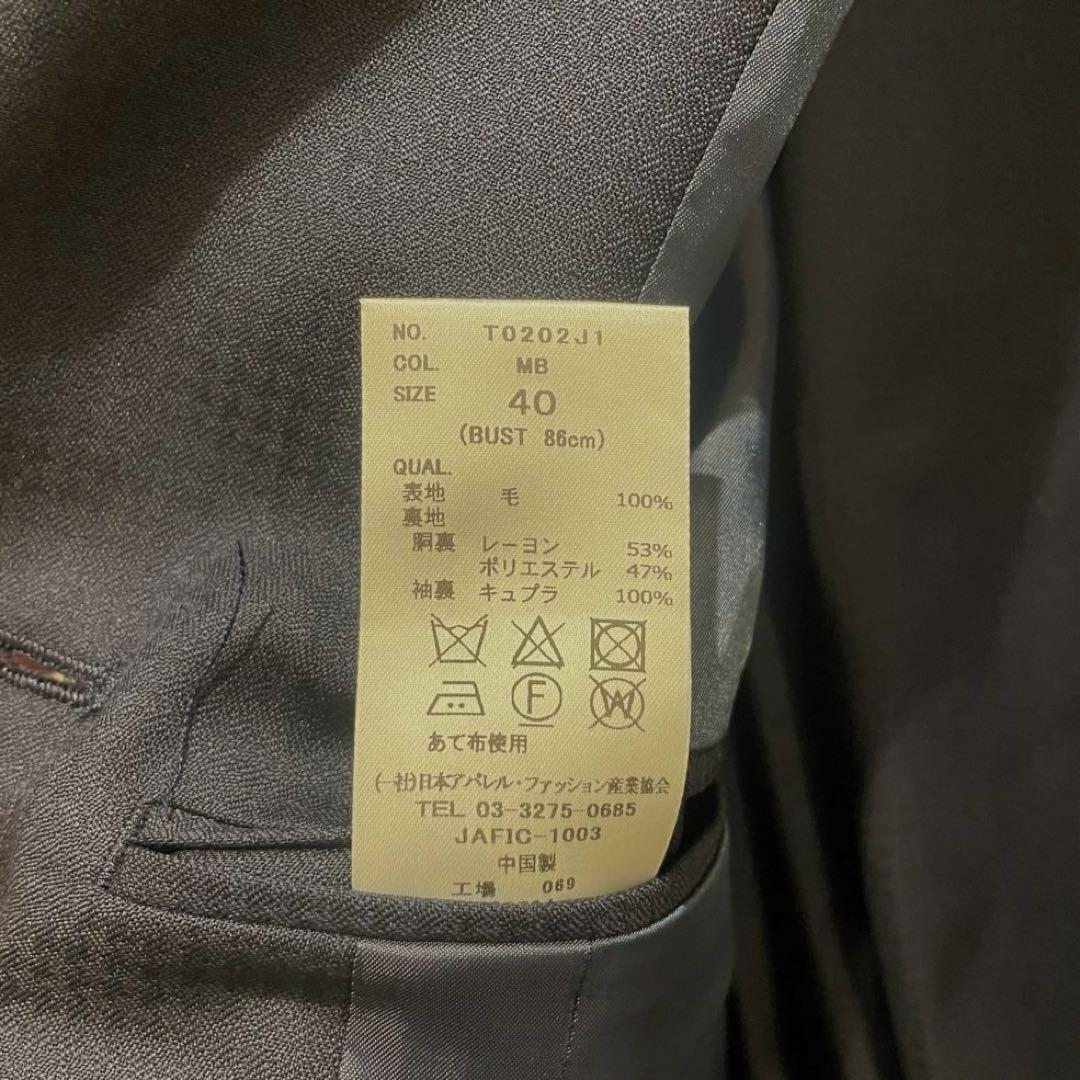 NO. T0202J1
COL. MB
SIZE 40
(BUST 86cm)
QUAL.
表地 毛 100%
裏地
胴裏 レーヨン 53%
ポリエステル 47%
袖裏 キュプラ 100%
F
W
あて布使用
(一社)日本アパレル・ファッション産業協会
TEL 03-3275-0685
JAFIC-1003
中国製
工場 069